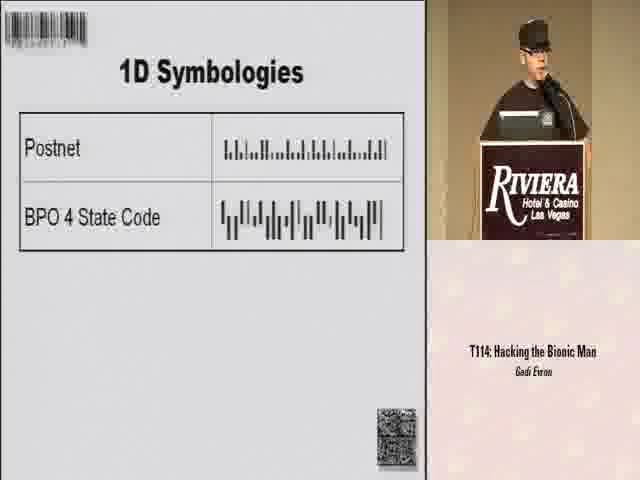 1D Symbologies
Postnet
BPO 4 State Code
RIVIERA
Hotel & Casino
Las Vegas
T114: Hacking the Bionic Man
Gadi Evron